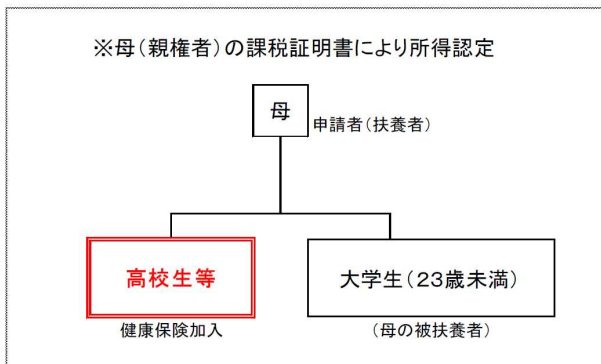 ※母(親権者)の課税証明書により所得認定
母
申請者(扶養者)
高校生等
大学生(23歳未満)
健康保険加入
(母の被扶養者)